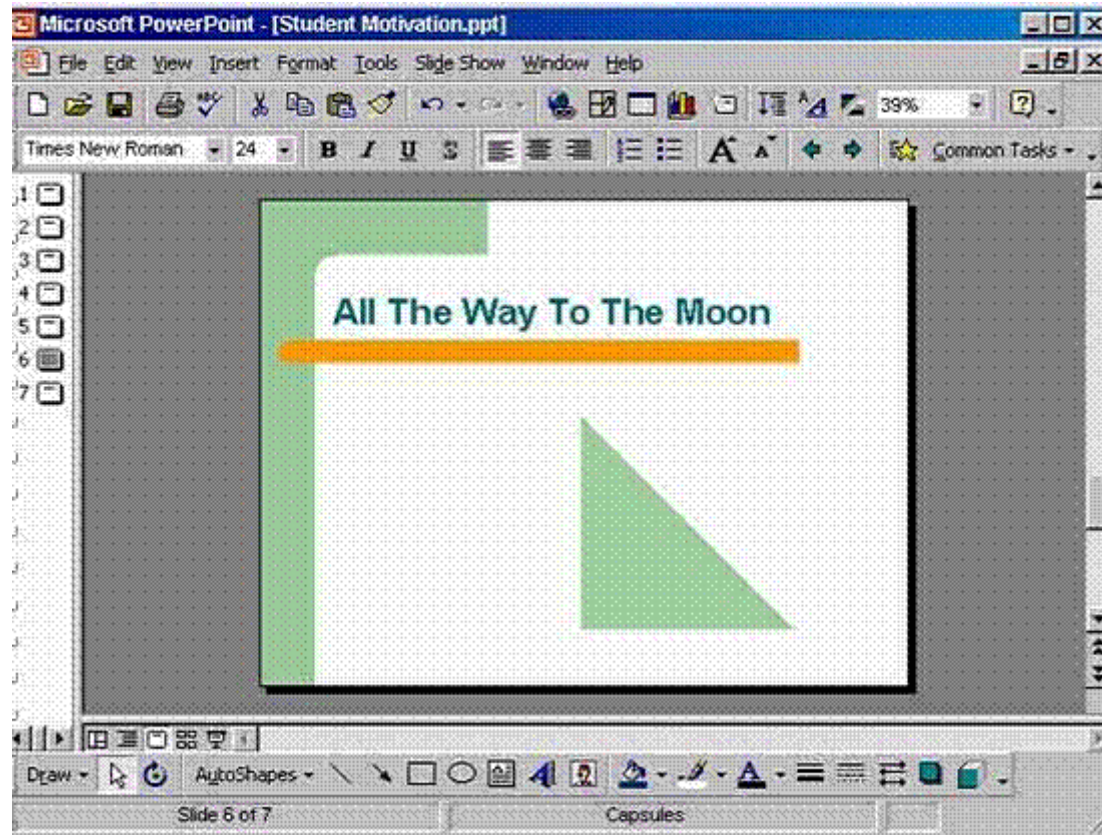 Microsoft PowerPoint - [Student Motivation.ppt]
File Edit View Insert Format Tools Slide Show Window Help
39%
Times New Roman 24 B I U S A A Common Tasks
1
2
3
4
5
6
7
All The Way To The Moon
Draw AutoShapes
Slide 6 of 7 Capsules